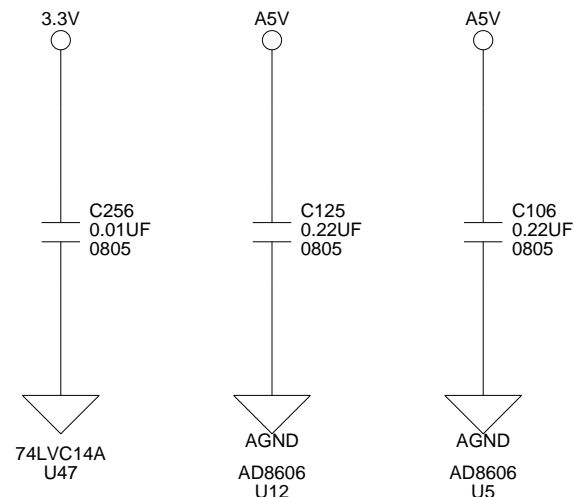 3.3V
A5V
A5V
C256
0.01UF
0805
C125
0.22UF
0805
C106
0.22UF
0805
74LVC14A
U47
AGND
AD8606
U12
AGND
AD8606
U5